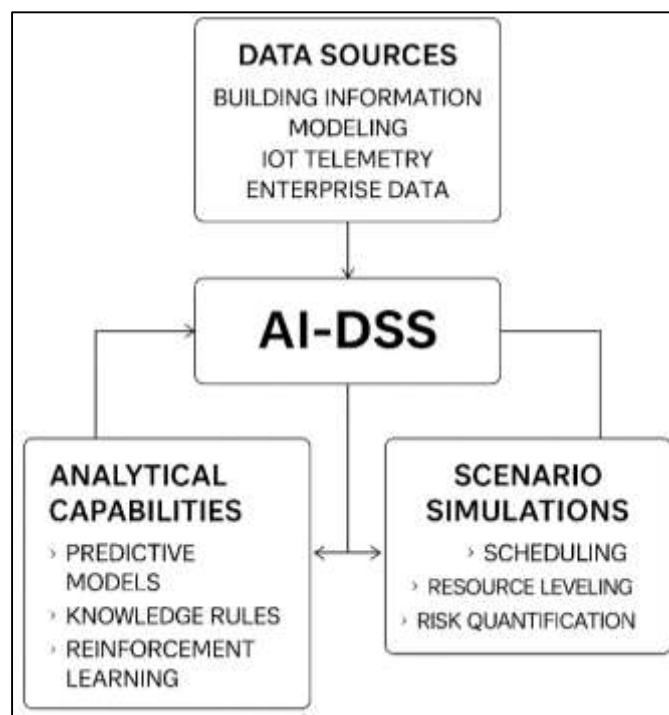 DATA SOURCES
BUILDING INFORMATION
MODELING
IOT TELEMETRY
ENTERPRISE DATA
AI-DSS
ANALYTICAL
CAPABILITIES
› PREDICTIVE
MODELS
› KNOWLEDGE RULES
› REINFORCEMENT
LEARNING
SCENARIO
SIMULATIONS
› SCHEDULING
› RESOURCE LEVELING
› RISK QUANTIFICATION